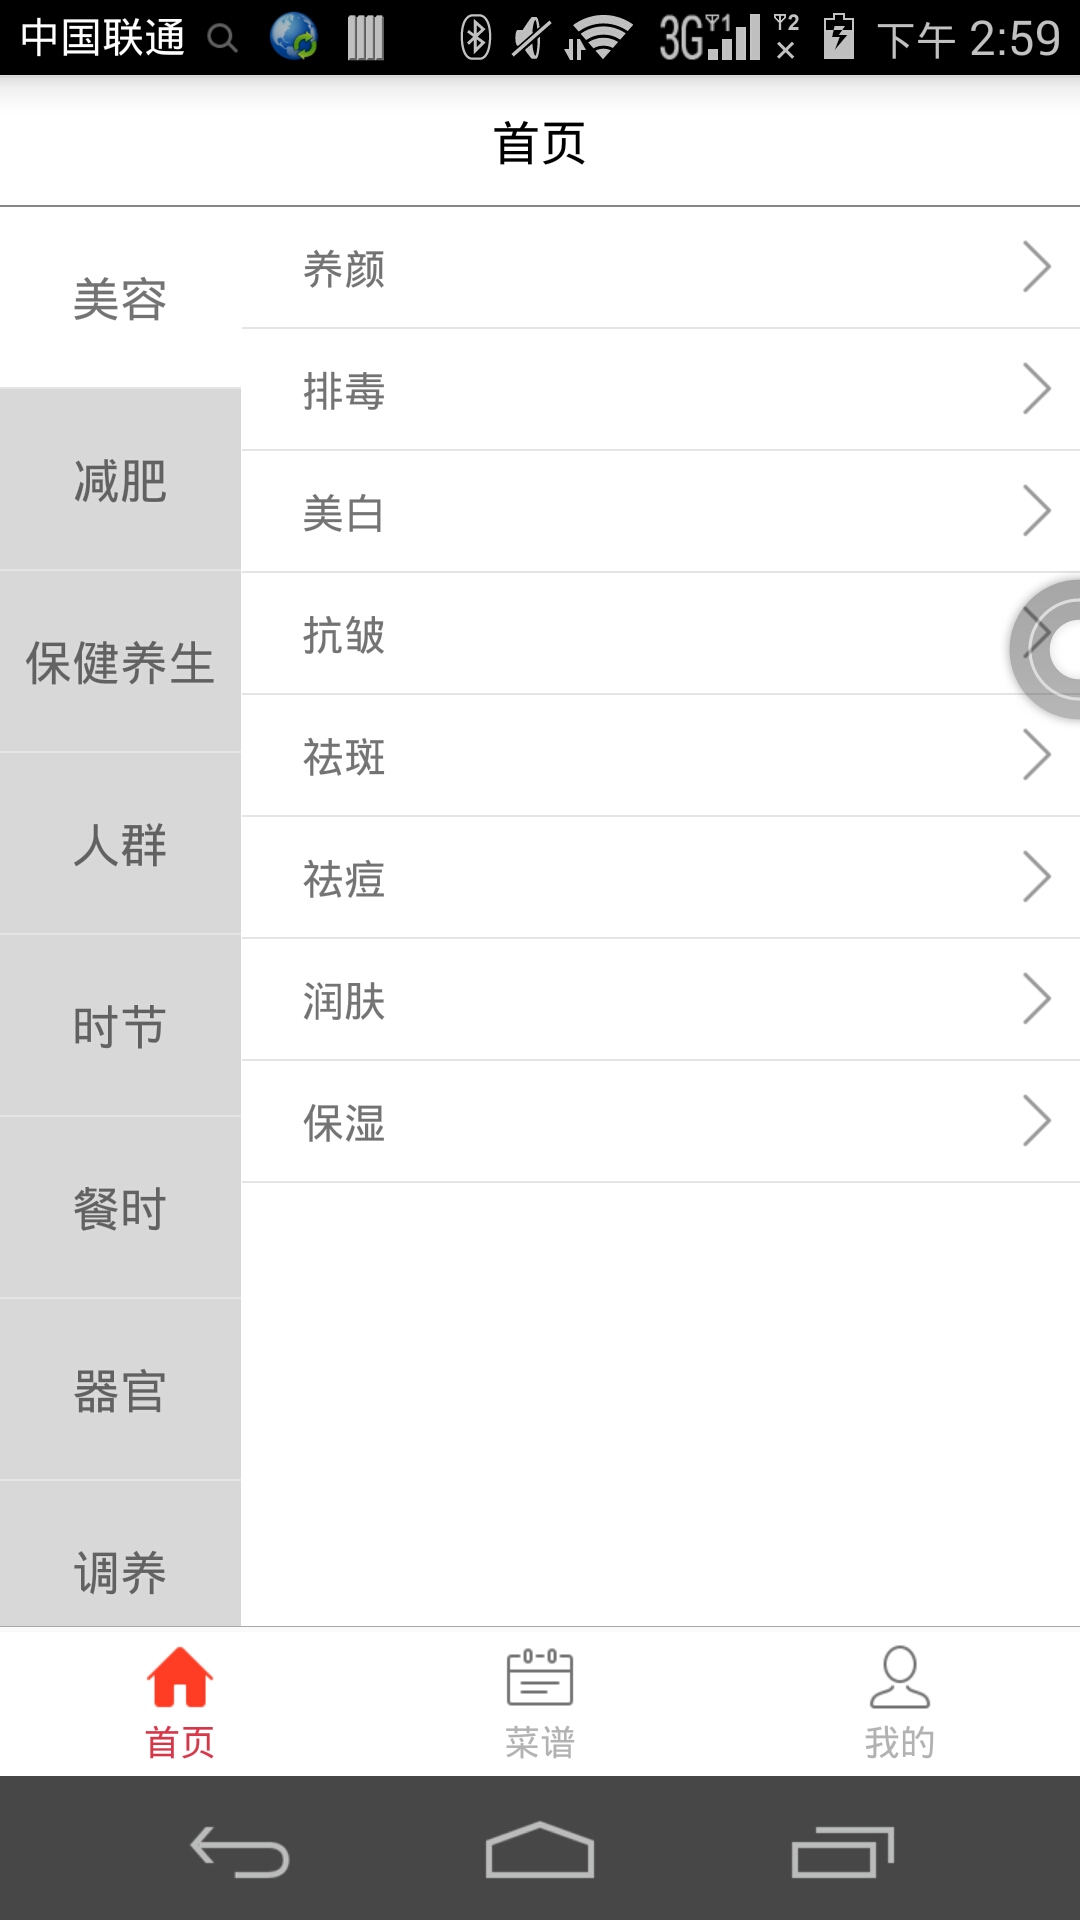 中国联通 3G 1 2 下午 2:59
首页
美容
减肥
保健养生
人群
时节
餐时
器官
调养
养颜
排毒
美白
抗皱
祛斑
祛痘
润肤
保湿
首页 菜谱 我的